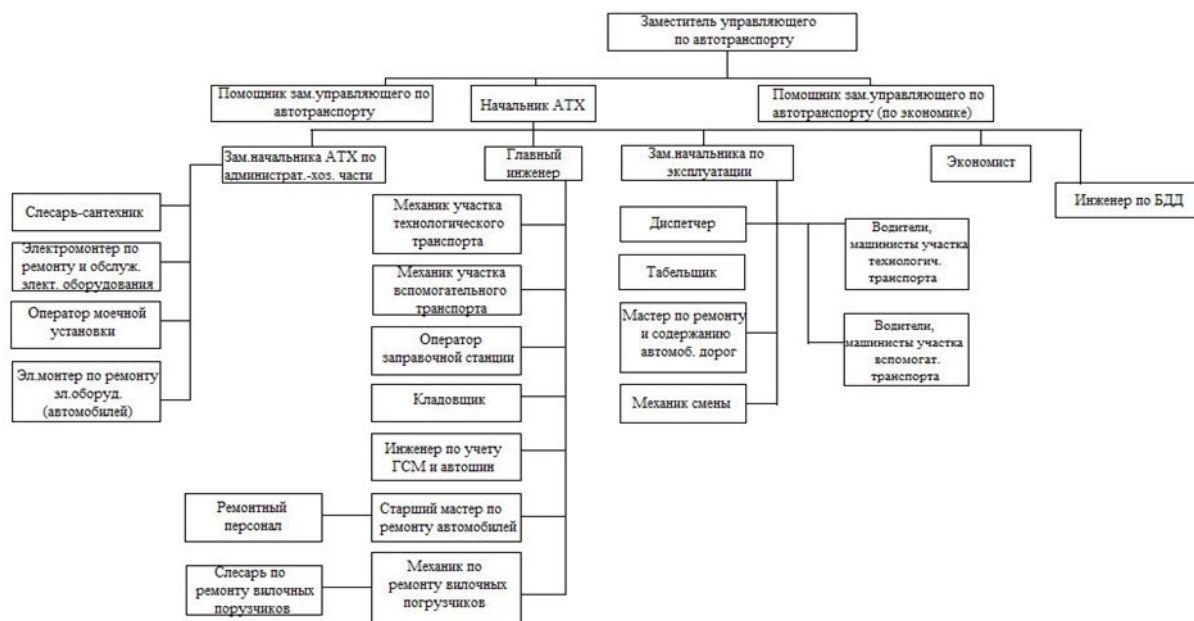 Заместитель управляющего
по автотранспорту
Помощник зам.управляющего по
автотранспорту
Начальник АТХ
Помощник зам.управляющего по
автотранспорту (по экономике)
Зам.начальника АТХ по
администрат.-хоз. части
Главный
инженер
Зам.начальника по
эксплуатации
Экономист
Инженер по БДД
Слесарь-сантехник
Электромонтер по
ремонту и обслуж.
элект. оборудования
Оператор моечной
установки
Эл.монтер по ремонту
эл.оборуд.
(автомобилей)
Механик участка
технологического
транспорта
Механик участка
вспомогательного
транспорта
Оператор
заправочной станции
Кладовщик
Инженер по учету
ГСМ и автошин
Старший мастер по
ремонту автомобилей
Ремонтный
персонал
Механик по
ремонту вилочных
погрузчиков
Слесарь по
ремонту вилочных
порузчиков
Диспетчер
Табельщик
Мастер по ремонту
и содержанию
автомоб. дорог
Механик смены
Водители,
машинисты участка
технологич.
транспорта
Водители,
машинисты участка
вспомогат.
транспорта